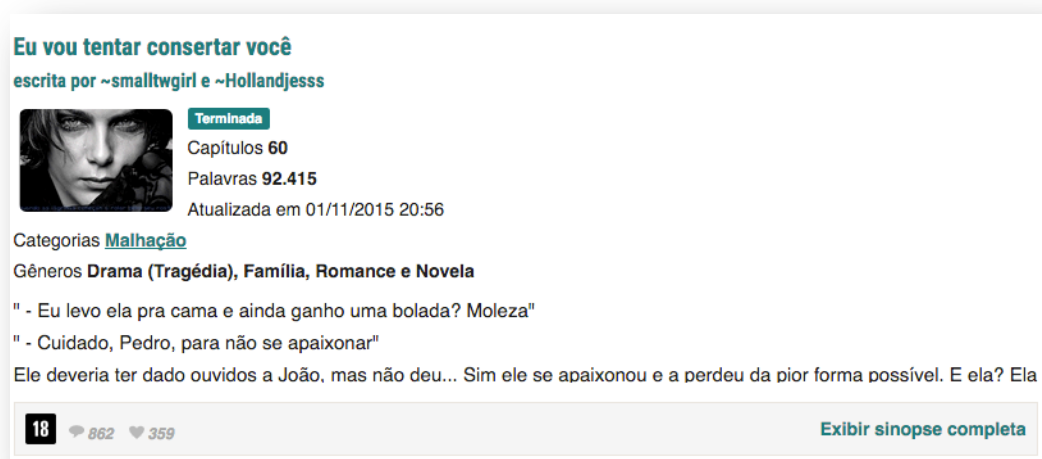 Eu vou tentar consertar você
escrita por ~smalltwgirl e ~Hollandjesss
Terminada
Capítulos 60
Palavras 92.415
Atualizada em 01/11/2015 20:56
Categorias Malhação
Gêneros Drama (Tragédia), Família, Romance e Novela
" - Eu levo ela pra cama e ainda ganho uma bolada? Moleza"
" - Cuidado, Pedro, para não se apaixonar"
Ele deveria ter dado ouvidos a João, mas não deu... Sim ele se apaixonou e a perdeu da pior forma possível. E ela? Ela
18 862 359 Exibir sinopse completa